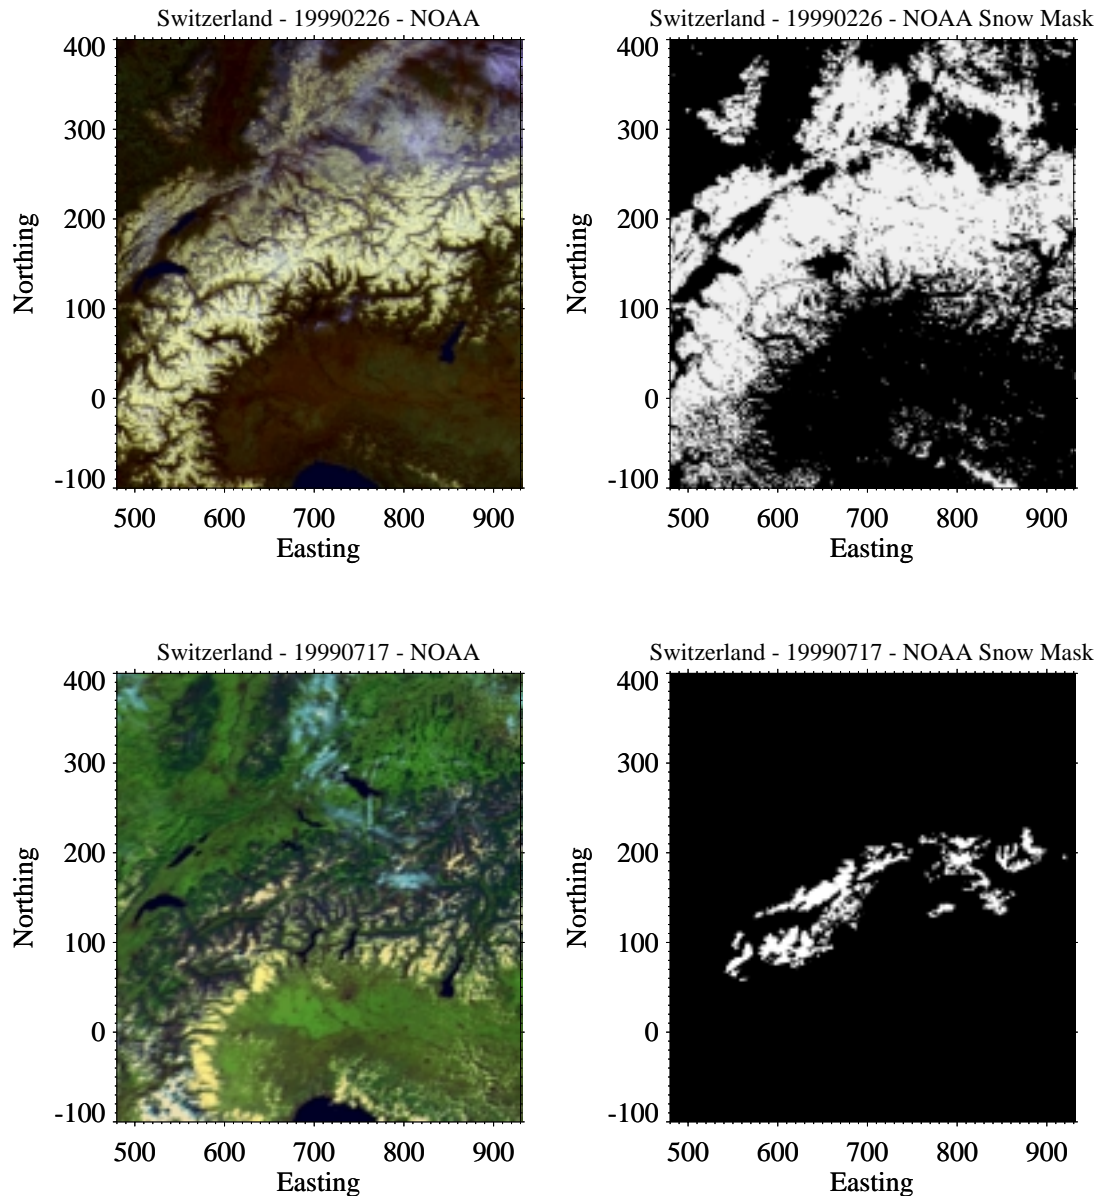 Switzerland - 19990226 - NOAA
400
300
200
100
0
-100
Northing
500 600 700 800 900
Easting
Switzerland - 19990226 - NOAA Snow Mask
400
300
200
100
0
-100
Northing
500 600 700 800 900
Easting
Switzerland - 19990717 - NOAA
400
300
200
100
0
-100
Northing
500 600 700 800 900
Easting
Switzerland - 19990717 - NOAA Snow Mask
400
300
200
100
0
-100
Northing
500 600 700 800 900
Easting